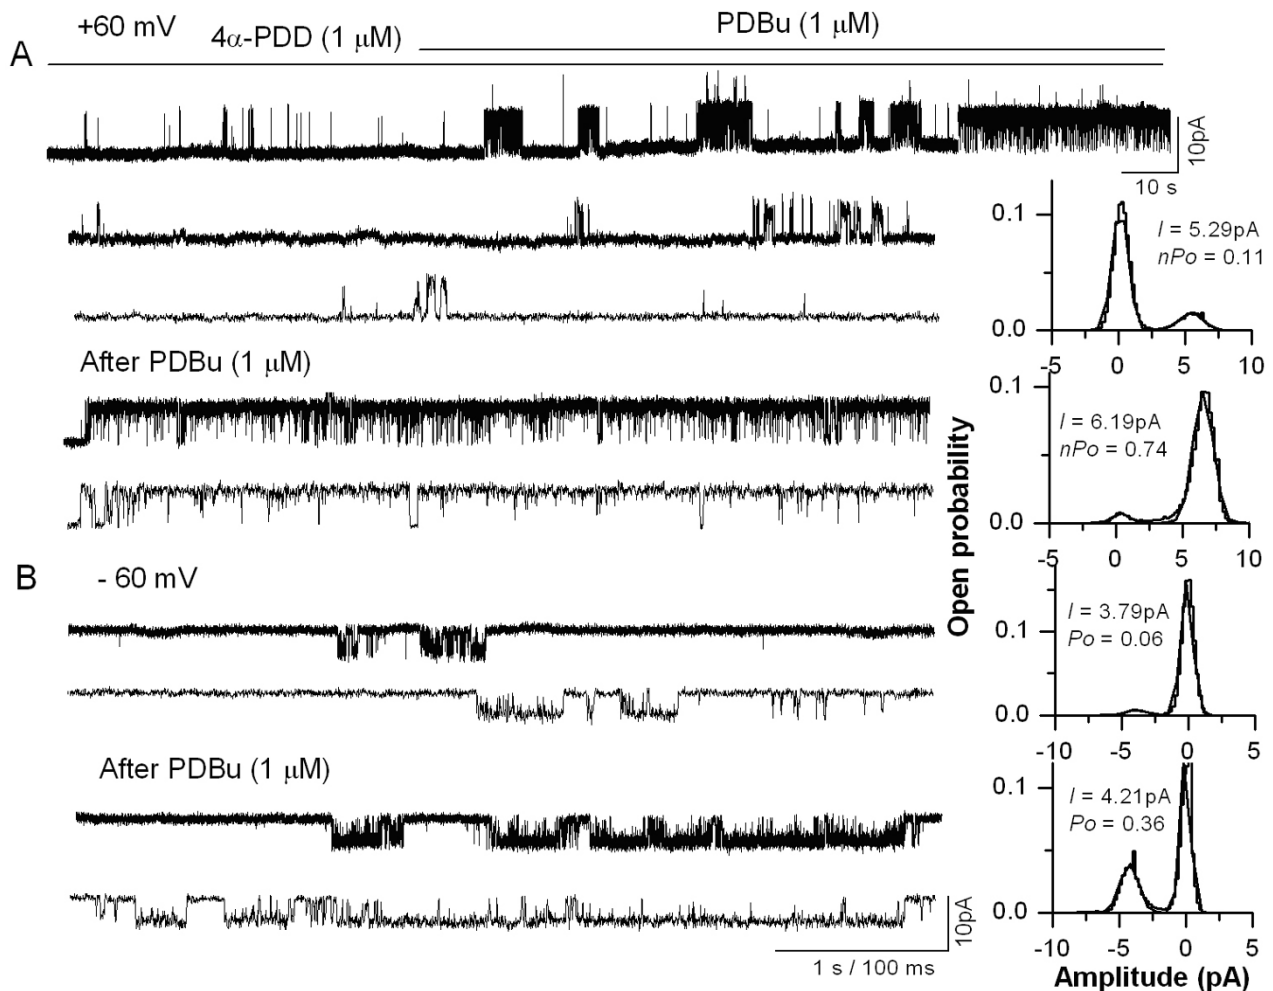 +60 mV
4α-PDD (1 μM)
PDBu (1 μM)
A
10pA
10 s
0.1
I = 5.29pA
nPo = 0.11
0.0
-5 0 5 10
After PDBu (1 μM)
0.1
I = 6.19pA
nPo = 0.74
0.0
-5 0 5 10
B
- 60 mV
Open probability
I = 3.79pA
Po = 0.06
0.1
0.0
-10 -5 0 5
After PDBu (1 μM)
0.1
I = 4.21pA
Po = 0.36
0.0
-10 -5 0 5
10pA
1 s / 100 ms
Amplitude (pA)